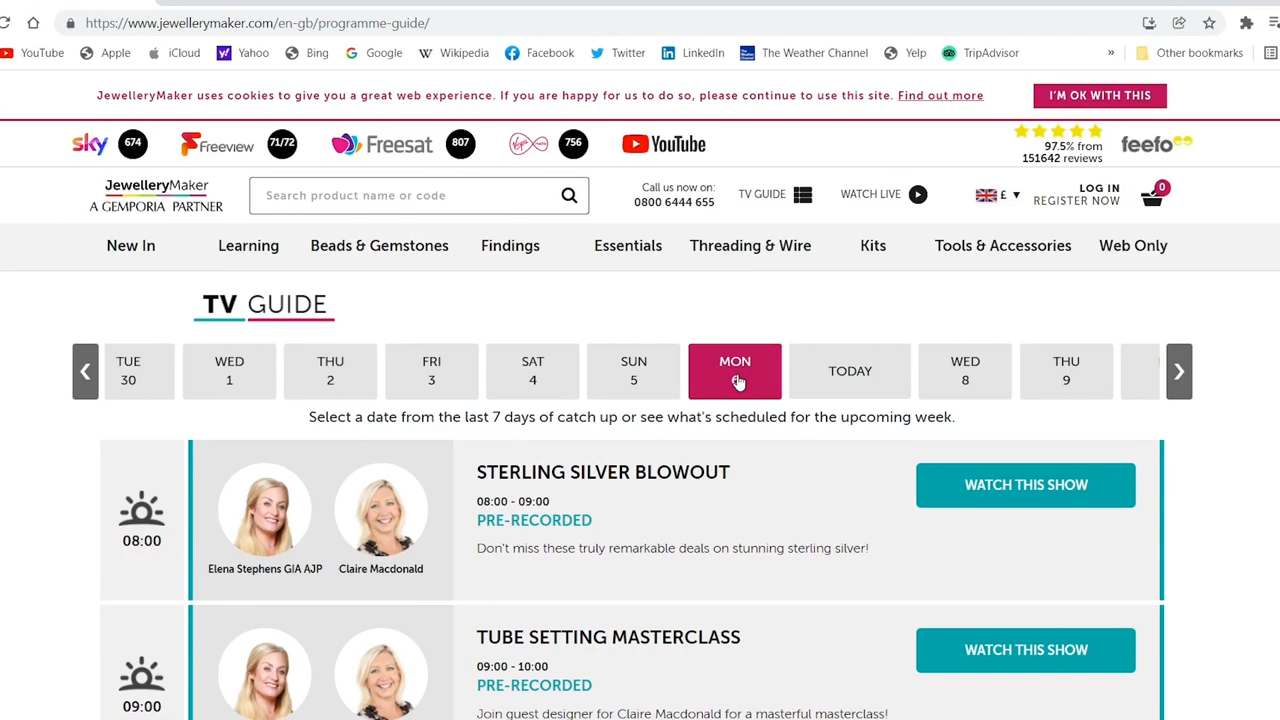 https://www.jewellerymaker.com/en-gb/programme-guide/
YouTube Apple iCloud Yahoo Bing Google Wikipedia Facebook Twitter LinkedIn The Weather Channel Yelp TripAdvisor » Other bookmarks
JewelleryMaker uses cookies to give you a great web experience. If you are happy for us to do so, please continue to use this site. Find out more
I'M OK WITH THIS
sky 674 Freeview 71/72 Freesat 807 Virgin media 756 YouTube
97.5% from
151642 reviews
feefo
JewelleryMaker
A GEMPORIA PARTNER
Search product name or code
Call us now on:
0800 6444 655
TV GUIDE
WATCH LIVE
£ ▼
LOG IN
REGISTER NOW
0
New In Learning Beads & Gemstones Findings Essentials Threading & Wire Kits Tools & Accessories Web Only
TV GUIDE
TUE 30
WED 1
THU 2
FRI 3
SAT 4
SUN 5
MON
TODAY
WED 8
THU 9
Select a date from the last 7 days of catch up or see what's scheduled for the upcoming week.
08:00
Elena Stephens GIA AJP
Claire Macdonald
STERLING SILVER BLOWOUT
08:00 - 09:00
PRE-RECORDED
Don't miss these truly remarkable deals on stunning sterling silver!
WATCH THIS SHOW
09:00
TUBE SETTING MASTERCLASS
09:00 - 10:00
PRE-RECORDED
Join guest designer for Claire Macdonald for a masterful masterclass!
WATCH THIS SHOW